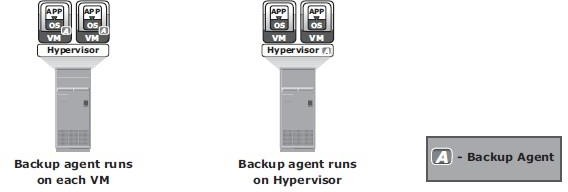 APP APP
OS OS
VM A VM A
Hypervisor
Backup agent runs
on each VM
APP APP
OS OS
VM VM
Hypervisor A
Backup agent runs
on Hypervisor
A - Backup Agent